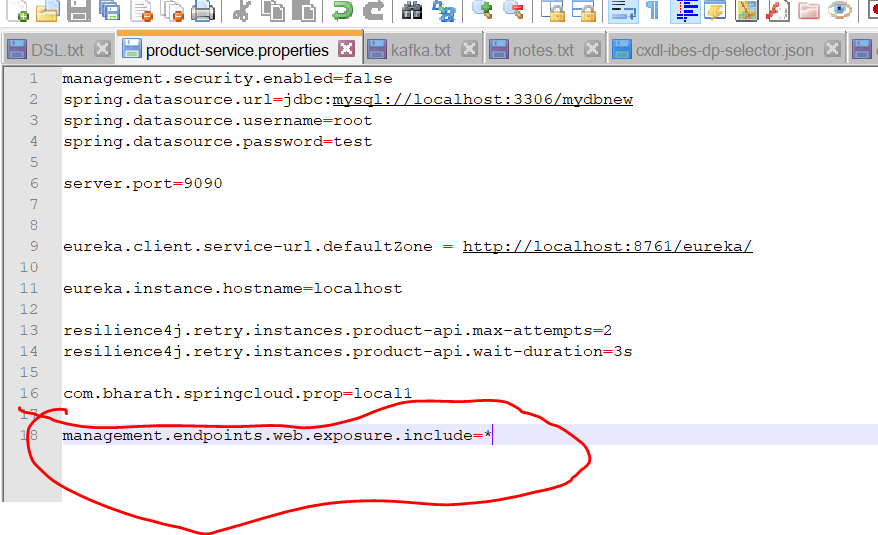 DSL.txt
product-service.properties
kafka.txt
notes.txt
cxdl-ibes-dp-selector.json
1 management.security.enabled=false
2 spring.datasource.url=jdbc:mysql://localhost:3306/mydbnew
3 spring.datasource.username=root
4 spring.datasource.password=test
5
6 server.port=9090
7
8
9 eureka.client.service-url.defaultZone = http://localhost:8761/eureka/
10
11 eureka.instance.hostname=localhost
12
13 resilience4j.retry.instances.product-api.max-attempts=2
14 resilience4j.retry.instances.product-api.wait-duration=3s
15
16 com.bharath.springcloud.prop=local1
17
18 management.endpoints.web.exposure.include=*